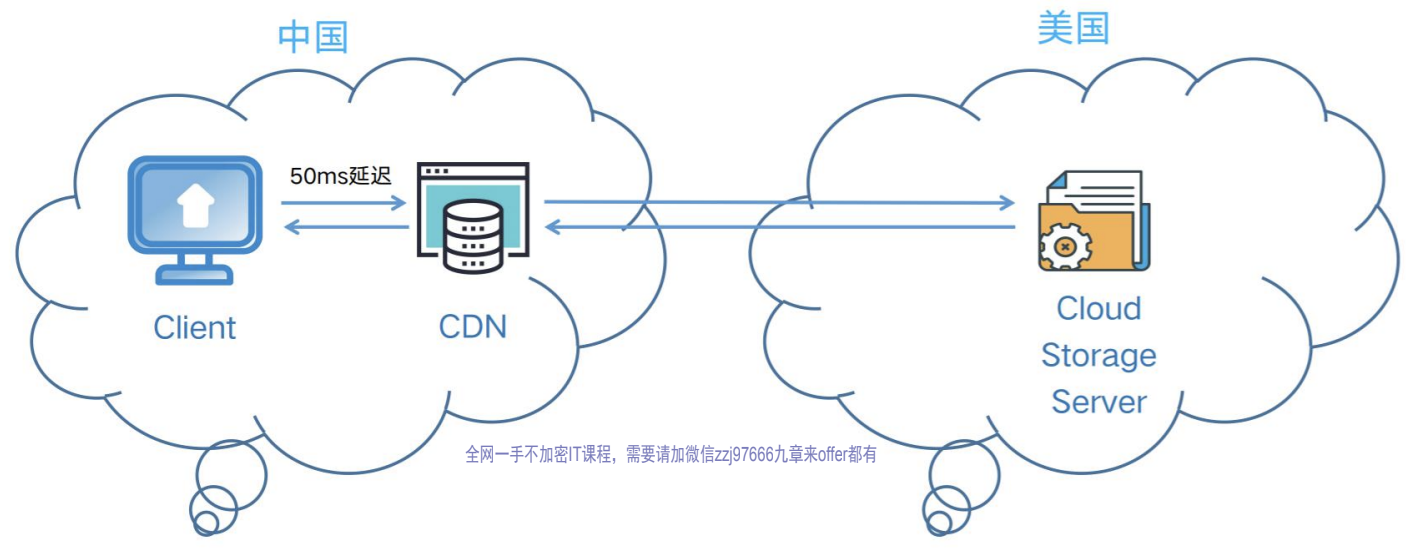 中国
美国
50ms延迟
Client
CDN
Cloud
Storage
Server
全网一手不加密IT课程，需要请加微信zzj97666九章来offer都有